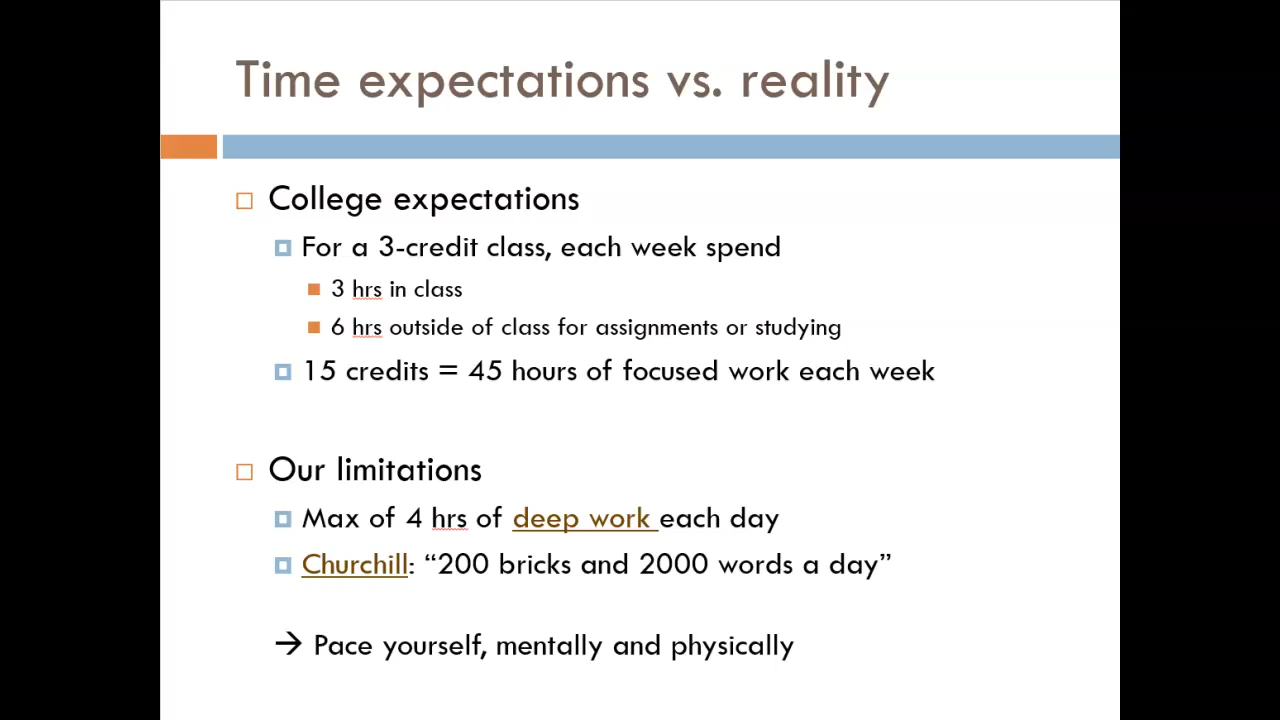 Time expectations vs. reality
College expectations
For a 3-credit class, each week spend
3 hrs in class
6 hrs outside of class for assignments or studying
15 credits = 45 hours of focused work each week
Our limitations
Max of 4 hrs of deep work each day
Churchill: “200 bricks and 2000 words a day”
→ Pace yourself, mentally and physically